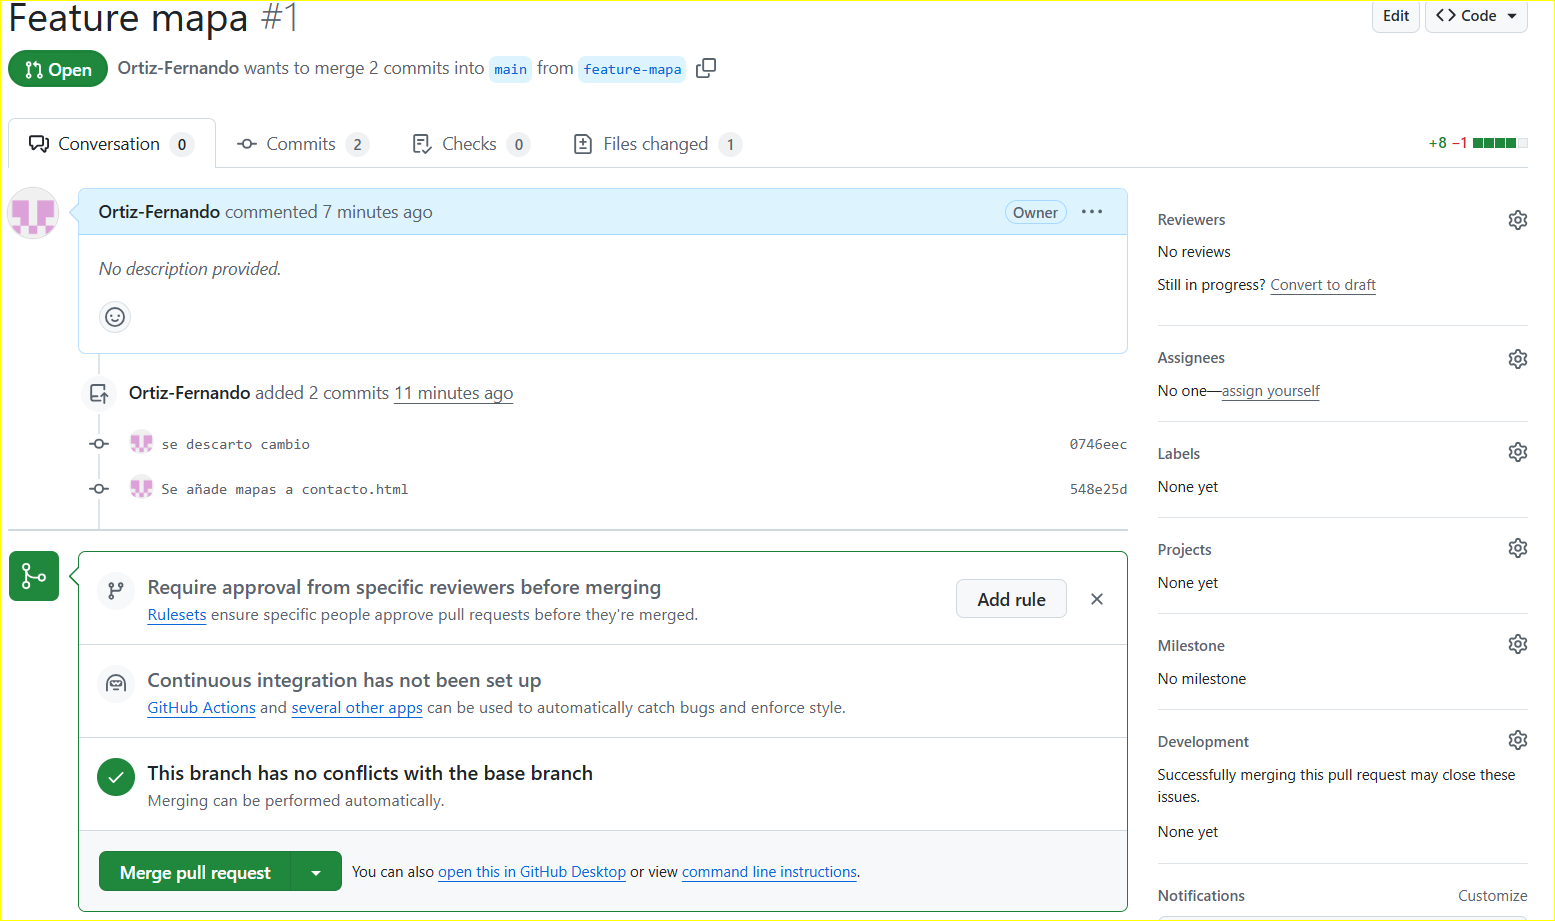 Feature mapa #1
Edit
Code
Open
Ortiz-Fernando wants to merge 2 commits into main from feature-mapa
Conversation 0
Commits 2
Checks 0
Files changed 1
+8 −1
Ortiz-Fernando commented 7 minutes ago
Owner
No description provided.
Ortiz-Fernando added 2 commits 11 minutes ago
se descarto cambio
0746eec
Se añade mapas a contacto.html
548e25d
Require approval from specific reviewers before merging
Rulesets ensure specific people approve pull requests before they're merged.
Add rule
Continuous integration has not been set up
GitHub Actions and several other apps can be used to automatically catch bugs and enforce style.
This branch has no conflicts with the base branch
Merging can be performed automatically.
Merge pull request
You can also open this in GitHub Desktop or view command line instructions.
Reviewers
No reviews
Still in progress? Convert to draft
Assignees
No one—assign yourself
Labels
None yet
Projects
None yet
Milestone
No milestone
Development
Successfully merging this pull request may close these
issues.
None yet
Notifications
Customize